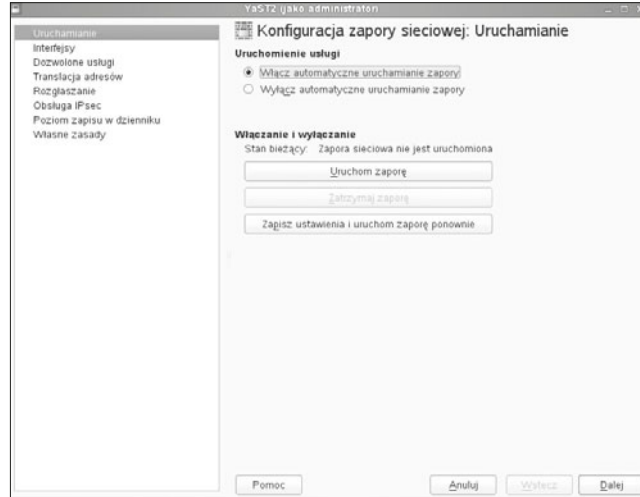 YaST2 (jako administrator)
Uruchamianie
Interfejsy
Dozwolone usługi
Translacja adresów
Rozgłaszanie
Obsługa IPsec
Poziom zapisu w dzienniku
Własne zasady
Konfiguracja zapory sieciowej: Uruchamianie
Uruchomienie usługi
Włącz automatyczne uruchamianie zapory
Wyłącz automatyczne uruchamianie zapory
Włączanie i wyłączanie
Stan bieżący: Zapora sieciowa nie jest uruchomiona
Uruchom zaporę
Zatrzymaj zaporę
Zapisz ustawienia i uruchom zaporę ponownie
Pomoc
Anuluj
Wstecz
Dalej